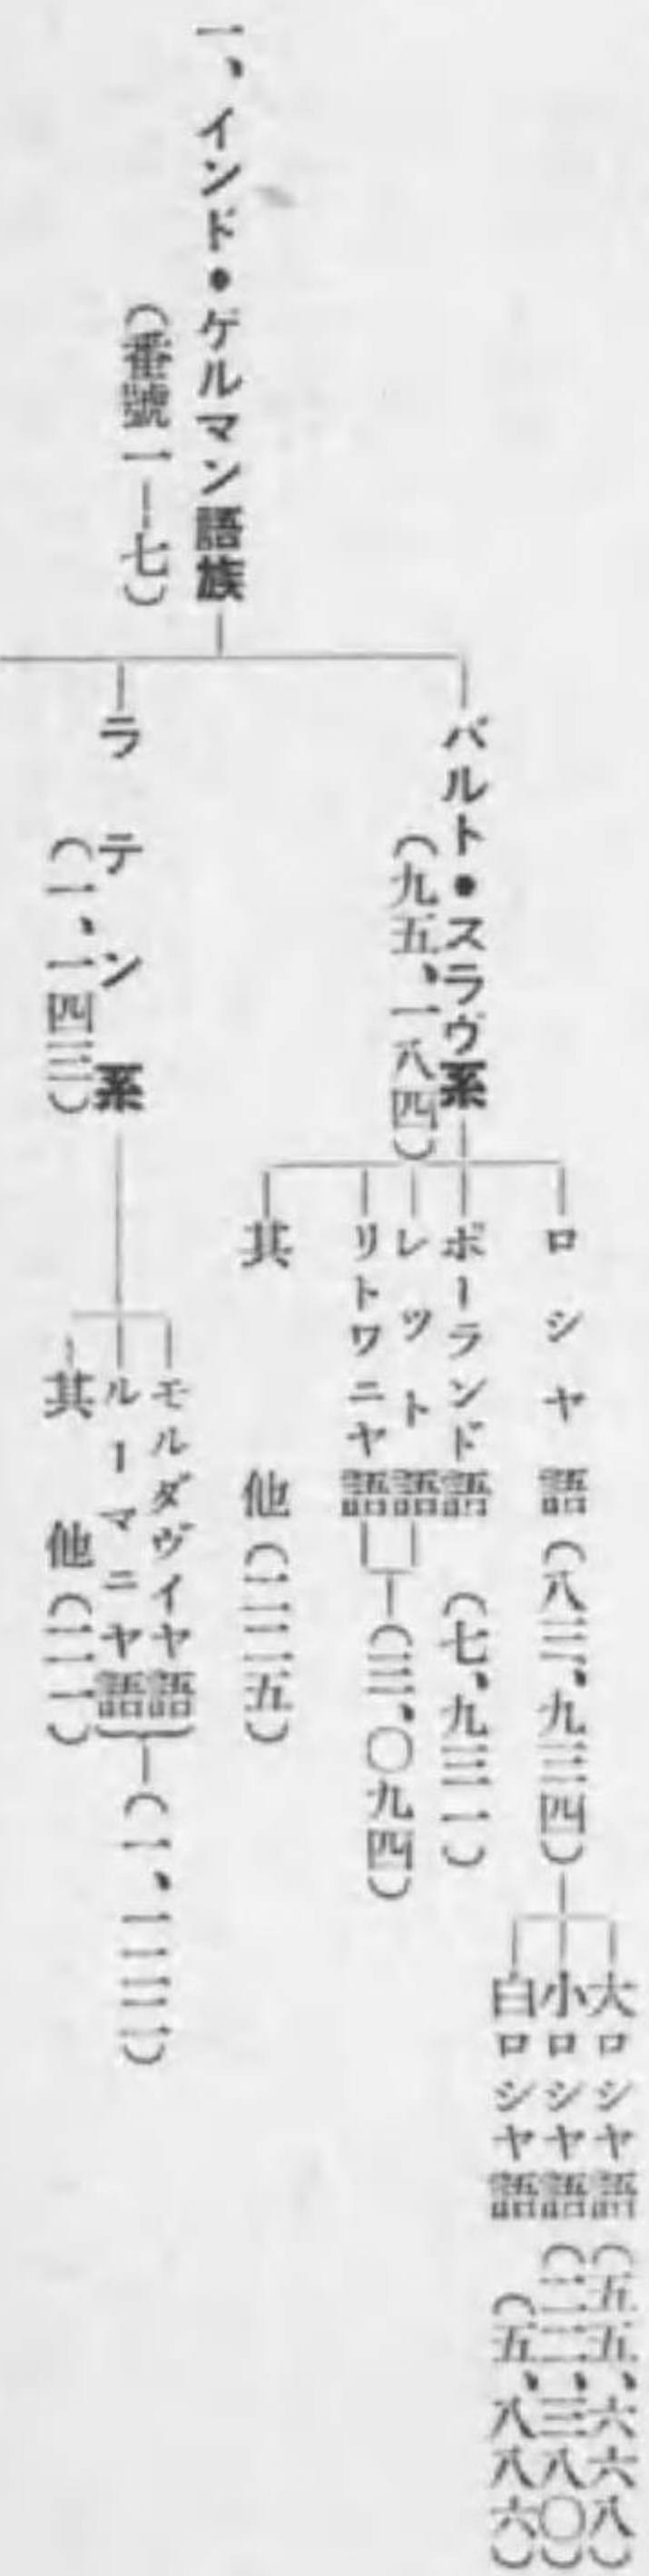 一、インド・ゲルマン語族
(番號一—七)
バルト・スラヴ系
(九五、一八四)
ロシヤ語(八三、九三四)
大ロシヤ語(五五、六六八)
小ロシヤ語(二二、三八〇)
白ロシヤ語(五、八八六)
ポーランド語(七、九三一)
レット語
リトワニヤ語
(三、〇九四)
其他(二二五)
ラテン系
(一、一四三)
モルダヴイヤ語
ルーマニヤ語
(一、一二二)
其他(二一)